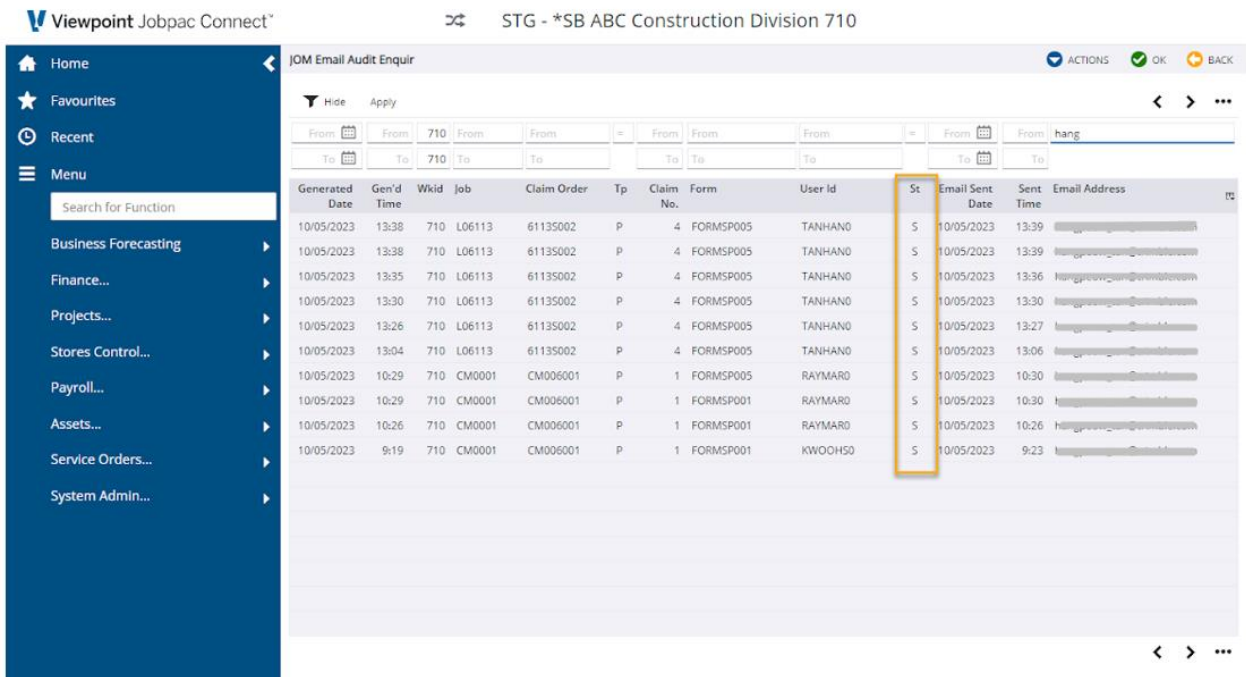 Viewpoint Jobpac Connect™
STG - *SB ABC Construction Division 710
Home
Favourites
Recent
Menu
Search for Function
Business Forecasting
Finance...
Projects...
Stores Control...
Payroll...
Assets...
Service Orders...
System Admin...
JOM Email Audit Enquir
ACTIONS OK BACK
Hide Apply
From From 710 From From = From From From = From From hang
To To 710 To To To To To To To
Generated Date Gen'd Time Wkid Job Claim Order Tp Claim No. Form User Id St Email Sent Date Sent Time Email Address
10/05/2023 13:38 710 L06113 6113S002 P 4 FORMSP005 TANHAN0 S 10/05/2023 13:39
10/05/2023 13:38 710 L06113 6113S002 P 4 FORMSP005 TANHAN0 S 10/05/2023 13:39
10/05/2023 13:35 710 L06113 6113S002 P 4 FORMSP005 TANHAN0 S 10/05/2023 13:36
10/05/2023 13:30 710 L06113 6113S002 P 4 FORMSP005 TANHAN0 S 10/05/2023 13:30
10/05/2023 13:26 710 L06113 6113S002 P 4 FORMSP005 TANHAN0 S 10/05/2023 13:27
10/05/2023 13:04 710 L06113 6113S002 P 4 FORMSP005 TANHAN0 S 10/05/2023 13:06
10/05/2023 10:29 710 CM0001 CM006001 P 1 FORMSP005 RAYMAR0 S 10/05/2023 10:30
10/05/2023 10:29 710 CM0001 CM006001 P 1 FORMSP001 RAYMAR0 S 10/05/2023 10:30
10/05/2023 10:26 710 CM0001 CM006001 P 1 FORMSP001 RAYMAR0 S 10/05/2023 10:26
10/05/2023 9:19 710 CM0001 CM006001 P 1 FORMSP001 KWOOHS0 S 10/05/2023 9:23